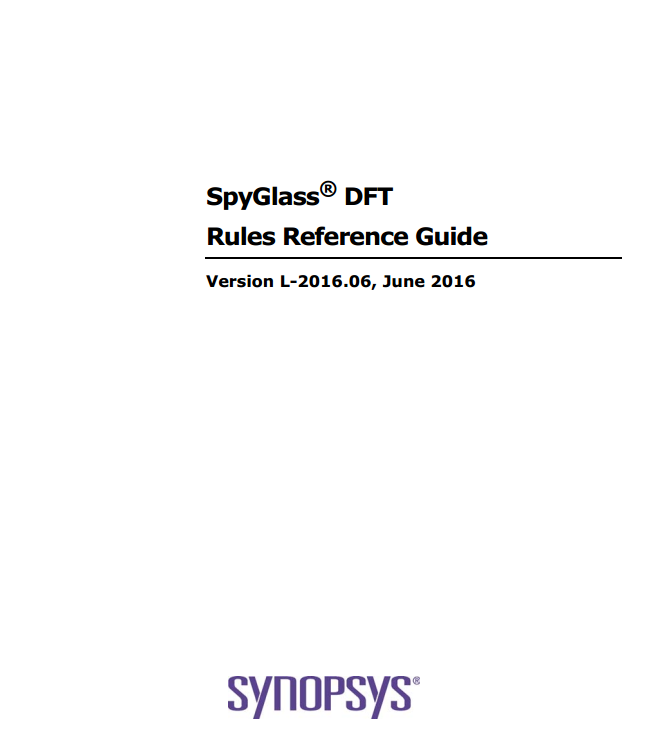 SpyGlass® DFT
Rules Reference Guide
Version L-2016.06, June 2016
SYNOPSYS®